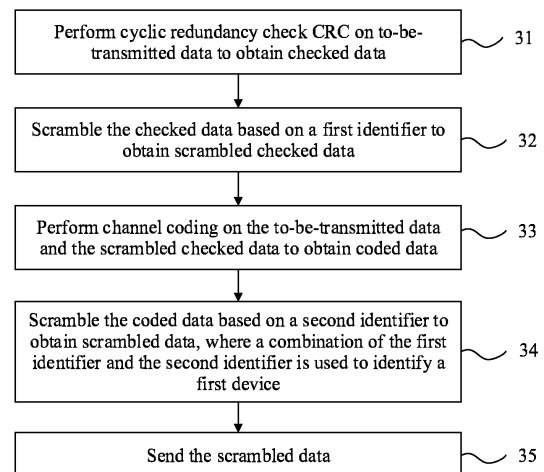 Perform cyclic redundancy check CRC on to-be-
transmitted data to obtain checked data
31
Scramble the checked data based on a first identifier to
obtain scrambled checked data
32
Perform channel coding on the to-be-transmitted data
and the scrambled checked data to obtain coded data
33
Scramble the coded data based on a second identifier to
obtain scrambled data, where a combination of the first
identifier and the second identifier is used to identify a
first device
34
Send the scrambled data
35